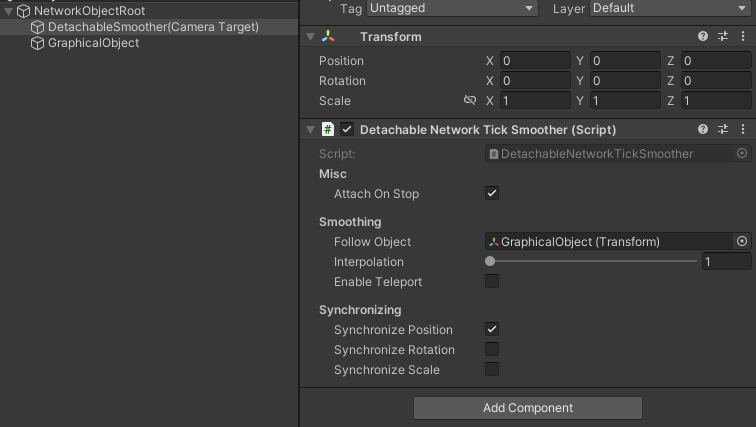 NetworkObjectRoot
DetachableSmoother(Camera Target)
GraphicalObject
Tag Untagged Layer Default
Transform
Position X 0 Y 0 Z 0
Rotation X 0 Y 0 Z 0
Scale X 1 Y 1 Z 1
# Detachable Network Tick Smoother (Script)
Script: # DetachableNetworkTickSmoother
Misc
Attach On Stop
Smoothing
Follow Object GraphicalObject (Transform)
Interpolation 1
Enable Teleport
Synchronizing
Synchronize Position
Synchronize Rotation
Synchronize Scale
Add Component